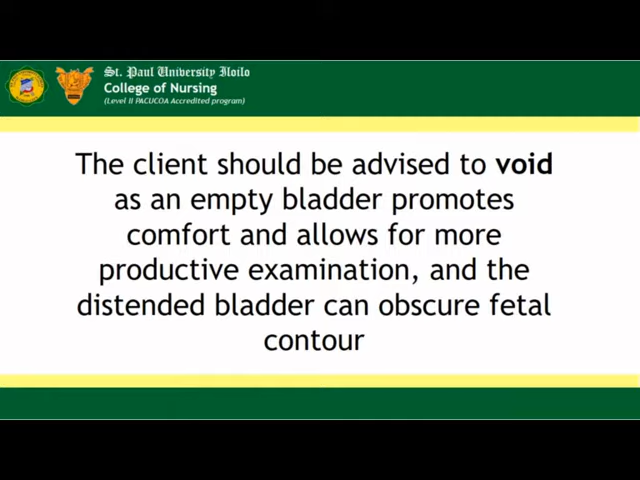 St. Paul University Iloilo
College of Nursing
(Level II PACUCOA Accredited program)
The client should be advised to void
as an empty bladder promotes
comfort and allows for more
productive examination, and the
distended bladder can obscure fetal
contour